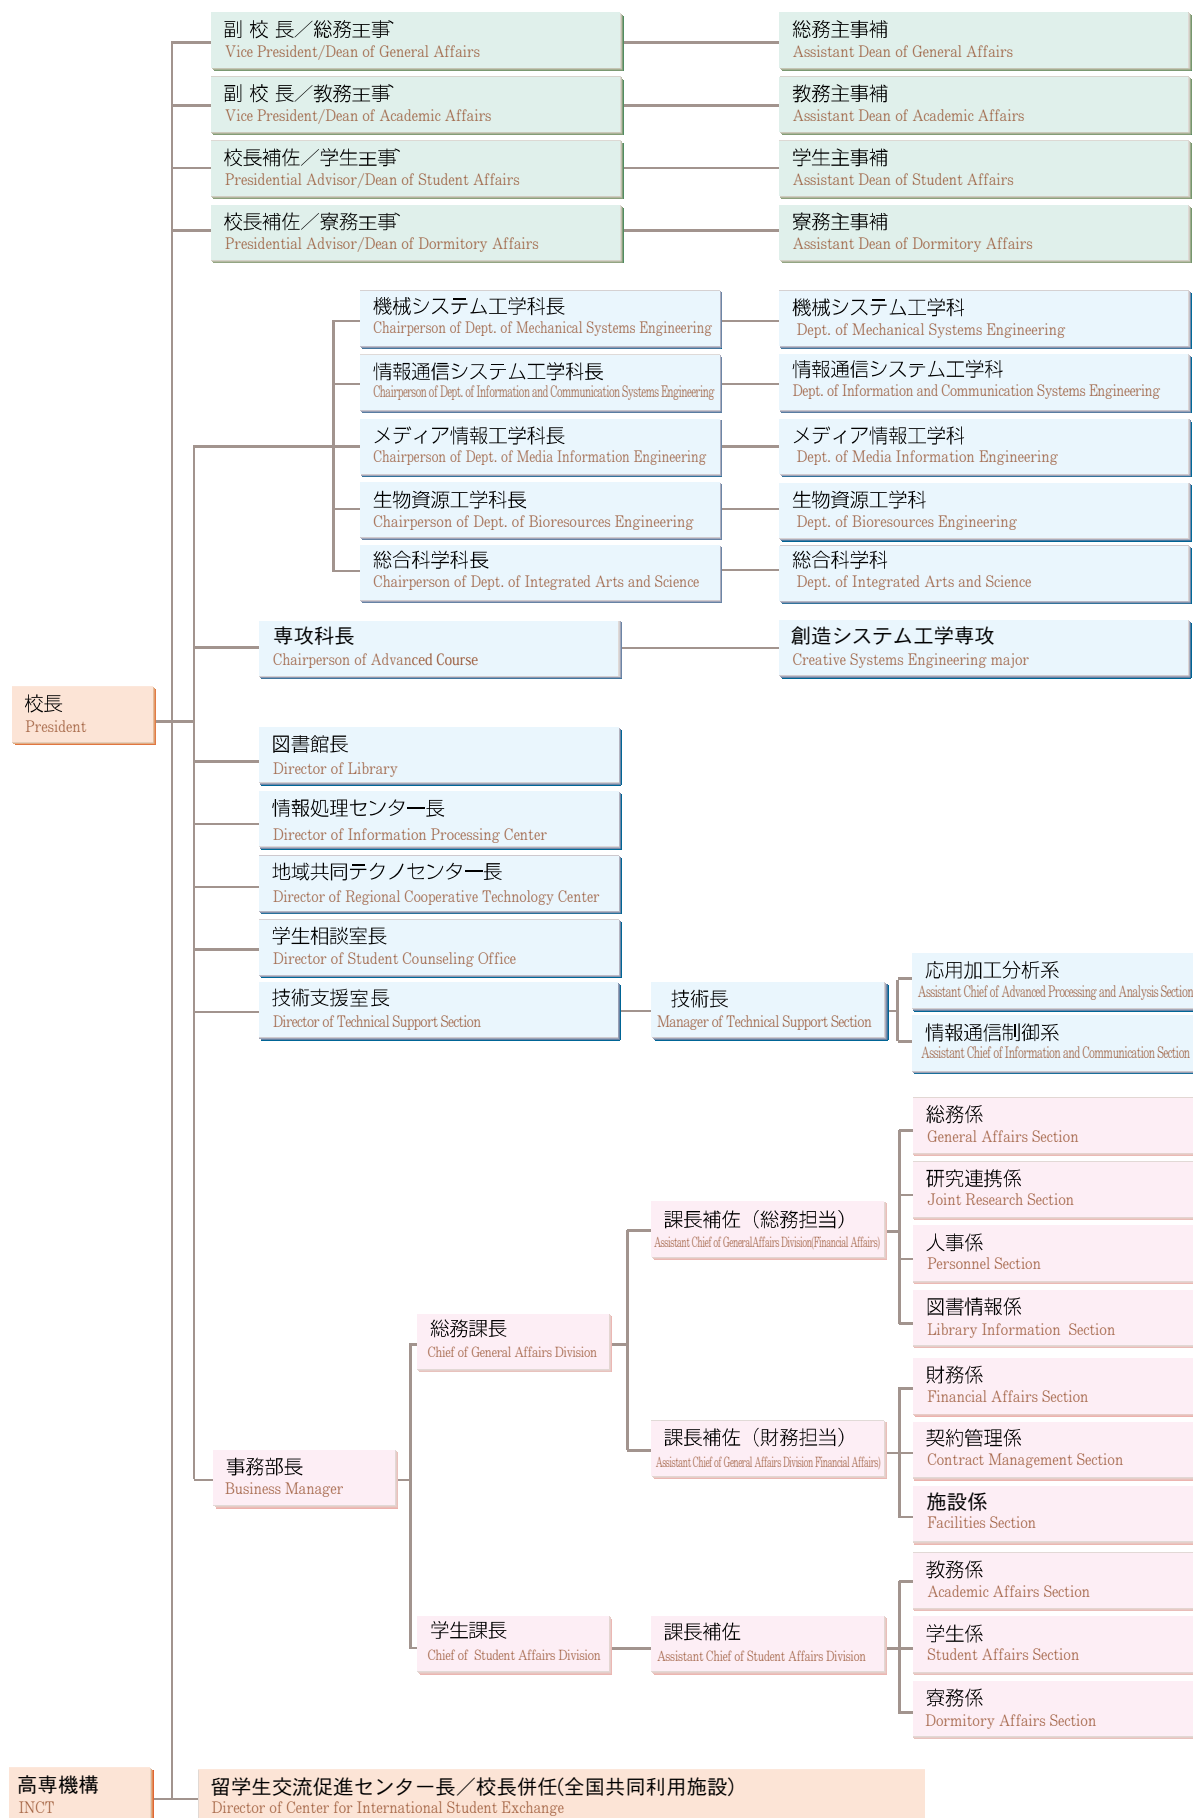 副 校 長／総務主事
Vice President/Dean of General Affairs
総務主事補
Assistant Dean of General Affairs
副 校 長／教務主事
Vice President/Dean of Academic Affairs
教務主事補
Assistant Dean of Academic Affairs
校長補佐／学生主事
Presidential Advisor/Dean of Student Affairs
学生主事補
Assistant Dean of Student Affairs
校長補佐／寮務主事
Presidential Advisor/Dean of Dormitory Affairs
寮務主事補
Assistant Dean of Dormitory Affairs
機械システム工学科長
Chairperson of Dept. of Mechanical Systems Engineering
機械システム工学科
Dept. of Mechanical Systems Engineering
情報通信システム工学科長
Chairperson of Dept. of Information and Communication Systems Engineering
情報通信システム工学科
Dept. of Information and Communication Systems Engineering
メディア情報工学科長
Chairperson of Dept. of Media Information Engineering
メディア情報工学科
Dept. of Media Information Engineering
生物資源工学科長
Chairperson of Dept. of Bioresources Engineering
生物資源工学科
Dept. of Bioresources Engineering
総合科学科長
Chairperson of Dept. of Integrated Arts and Science
総合科学科
Dept. of Integrated Arts and Science
専攻科長
Chairperson of Advanced Course
創造システム工学専攻
Creative Systems Engineering major
校長
President
図書館長
Director of Library
情報処理センター長
Director of Information Processing Center
地域共同テクノセンター長
Director of Regional Cooperative Technology Center
学生相談室長
Director of Student Counseling Office
技術支援室長
Director of Technical Support Section
技術長
Manager of Technical Support Section
応用加工分析系
Assistant Chief of Advanced Processing and Analysis Section
情報通信制御系
Assistant Chief of Information and Communication Section
総務係
General Affairs Section
研究連携係
Joint Research Section
課長補佐（総務担当）
Assistant Chief of GeneralAffairs Division(Financial Affairs)
人事係
Personnel Section
図書情報係
Library Information Section
総務課長
Chief of General Affairs Division
財務係
Financial Affairs Section
課長補佐（財務担当）
Assistant Chief of General Affairs Division Financial Affairs)
契約管理係
Contract Management Section
施設係
Facilities Section
事務部長
Business Manager
教務係
Academic Affairs Section
学生課長
Chief of Student Affairs Division
課長補佐
Assistant Chief of Student Affairs Division
学生係
Student Affairs Section
寮務係
Dormitory Affairs Section
高専機構
INCT
留学生交流促進センター長／校長併任(全国共同利用施設)
Director of Center for International Student Exchange